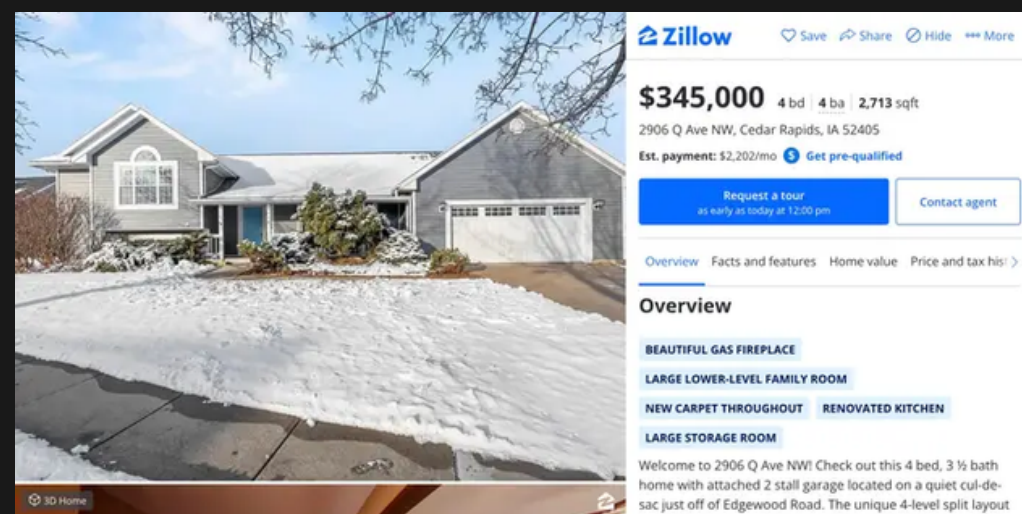 Zillow
Save Share Hide More
$345,000 4 bd 4 ba 2,713 sqft
2906 Q Ave NW, Cedar Rapids, IA 52405
Est. payment: $2,202/mo $ Get pre-qualified
Request a tour
as early as today at 12:00 pm
Contact agent
Overview Facts and features Home value Price and tax his
Overview
BEAUTIFUL GAS FIREPLACE
LARGE LOWER-LEVEL FAMILY ROOM
NEW CARPET THROUGHOUT RENOVATED KITCHEN
LARGE STORAGE ROOM
Welcome to 2906 Q Ave NW! Check out this 4 bed, 3 ½ bath
home with attached 2 stall garage located on a quiet cul-de-
sac just off of Edgewood Road. The unique 4-level split layout
3D Home